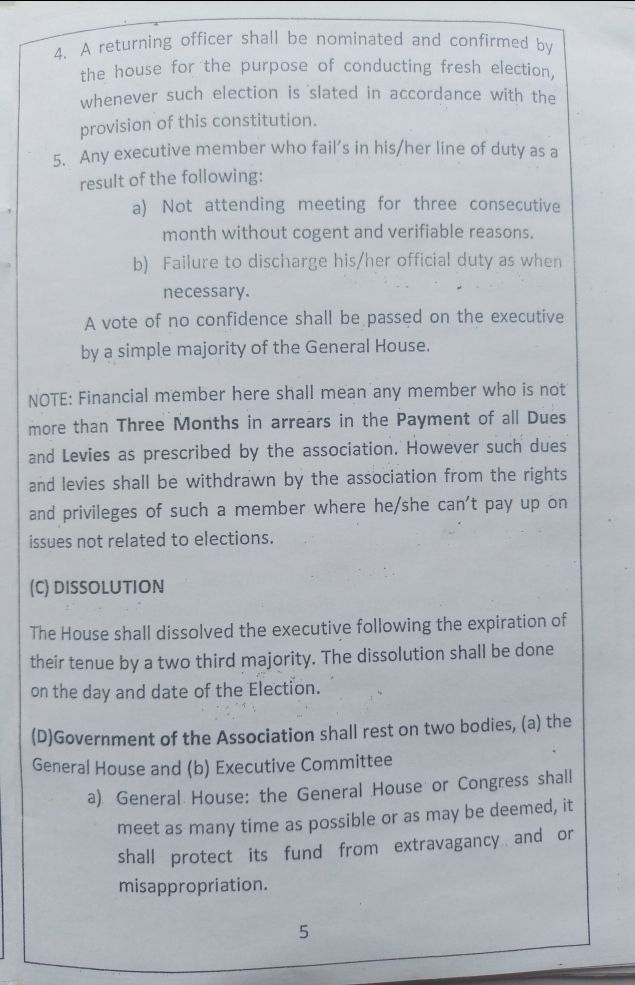 4. A returning officer shall be nominated and confirmed by
the house for the purpose of conducting fresh election,
whenever such election is slated in accordance with the
provision of this constitution.
5. Any executive member who fail's in his/her line of duty as a
result of the following:
a) Not attending meeting for three consecutive
month without cogent and verifiable reasons.
b) Failure to discharge his/her official duty as when
necessary.
A vote of no confidence shall be passed on the executive
by a simple majority of the General House.
NOTE: Financial member here shall mean any member who is not
more than Three Months in arrears in the Payment of all Dues
and Levies as prescribed by the association. However such dues
and levies shall be withdrawn by the association from the rights
and privileges of such a member where he/she can't pay up on
issues not related to elections.
(C) DISSOLUTION
The House shall dissolved the executive following the expiration of
their tenue by a two third majority. The dissolution shall be done
on the day and date of the Election.
(D)Government of the Association shall rest on two bodies, (a) the
General House and (b) Executive Committee
a) General House: the General House or Congress shall
meet as many time as possible or as may be deemed, it
shall protect its fund from extravagancy and or
misappropriation.
5